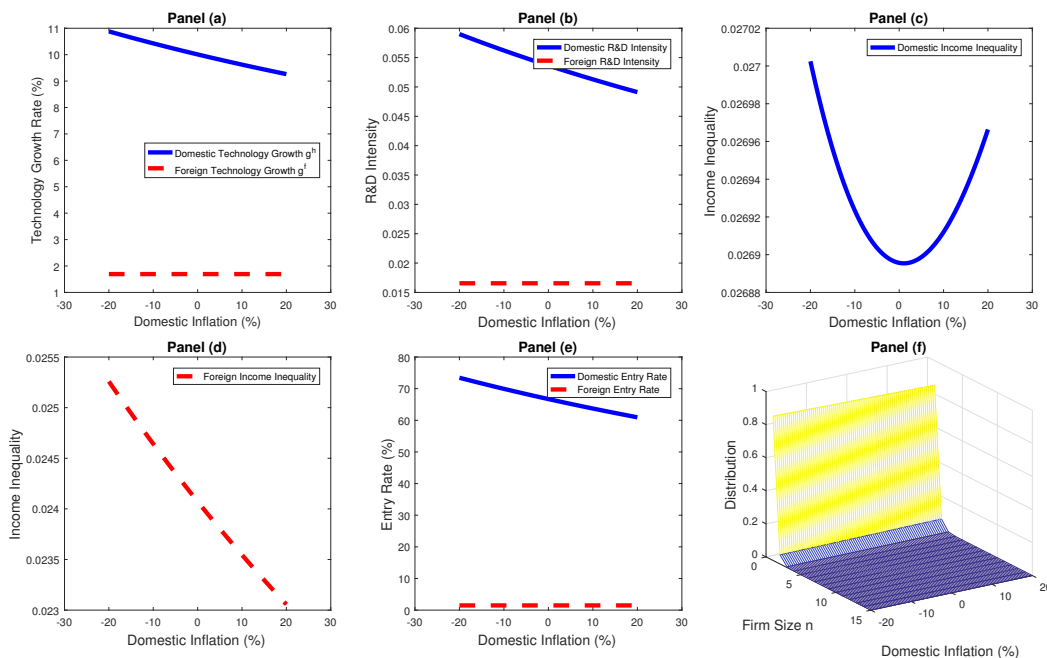 Panel (a)
Technology Growth Rate (%)
11
10
9
8
7
6
5
4
3
2
1
Domestic Technology Growth g^h
Foreign Technology Growth g^f
-30 -20 -10 0 10 20 30
Domestic Inflation (%)
Panel (b)
R&D Intensity
0.06
0.055
0.05
0.045
0.04
0.035
0.03
0.025
0.02
0.015
Domestic R&D Intensity
Foreign R&D Intensity
-30 -20 -10 0 10 20 30
Domestic Inflation (%)
Panel (c)
Income Inequality
0.02702
0.027
0.02698
0.02696
0.02694
0.02692
0.0269
0.02688
Domestic Income Inequality
-30 -20 -10 0 10 20 30
Domestic Inflation (%)
Panel (d)
Income Inequality
0.0255
0.025
0.0245
0.024
0.0235
0.023
Foreign Income Inequality
-30 -20 -10 0 10 20 30
Domestic Inflation (%)
Panel (e)
Entry Rate (%)
80
70
60
50
40
30
20
10
0
Domestic Entry Rate
Foreign Entry Rate
-30 -20 -10 0 10 20 30
Domestic Inflation (%)
Panel (f)
Distribution
1
0.8
0.6
0.4
0.2
0
0
5
10
15
Firm Size n
-20 -10 0 10 20
Domestic Inflation (%)